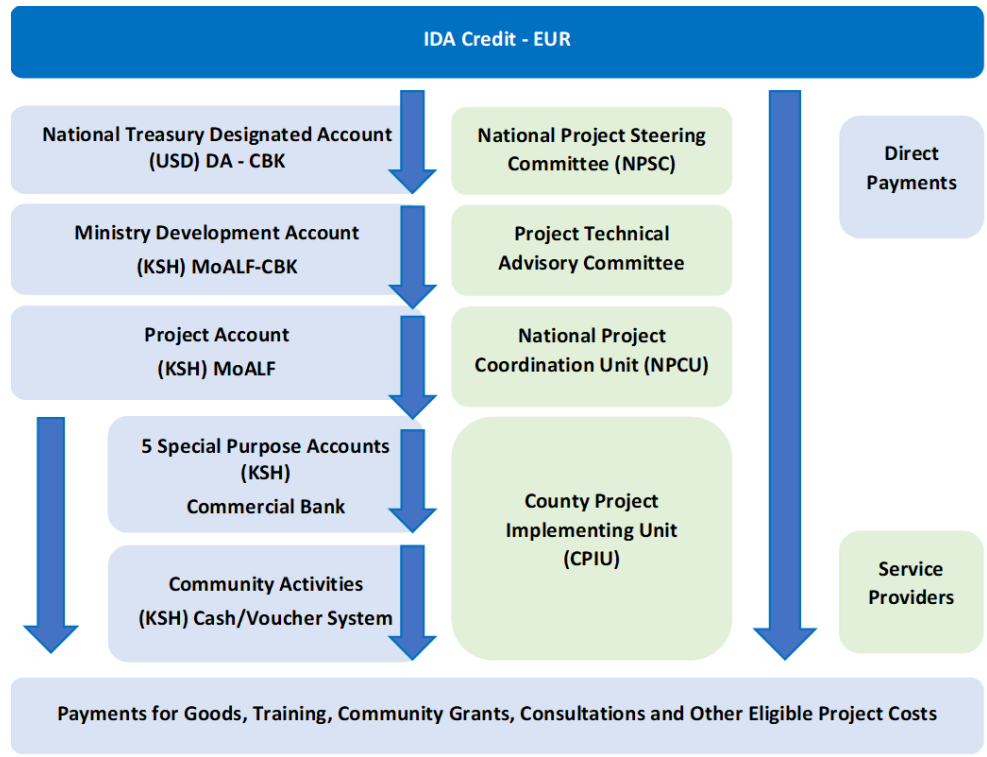 IDA Credit - EUR
National Treasury Designated Account
(USD) DA - CBK
National Project Steering
Committee (NPSC)
Direct
Payments
Ministry Development Account
(KSH) MoALF-CBK
Project Technical
Advisory Committee
Project Account
(KSH) MoALF
National Project
Coordination Unit (NPCU)
5 Special Purpose Accounts
(KSH)
Commercial Bank
County Project
Implementing Unit
(CPIU)
Community Activities
(KSH) Cash/Voucher System
Service
Providers
Payments for Goods, Training, Community Grants, Consultations and Other Eligible Project Costs